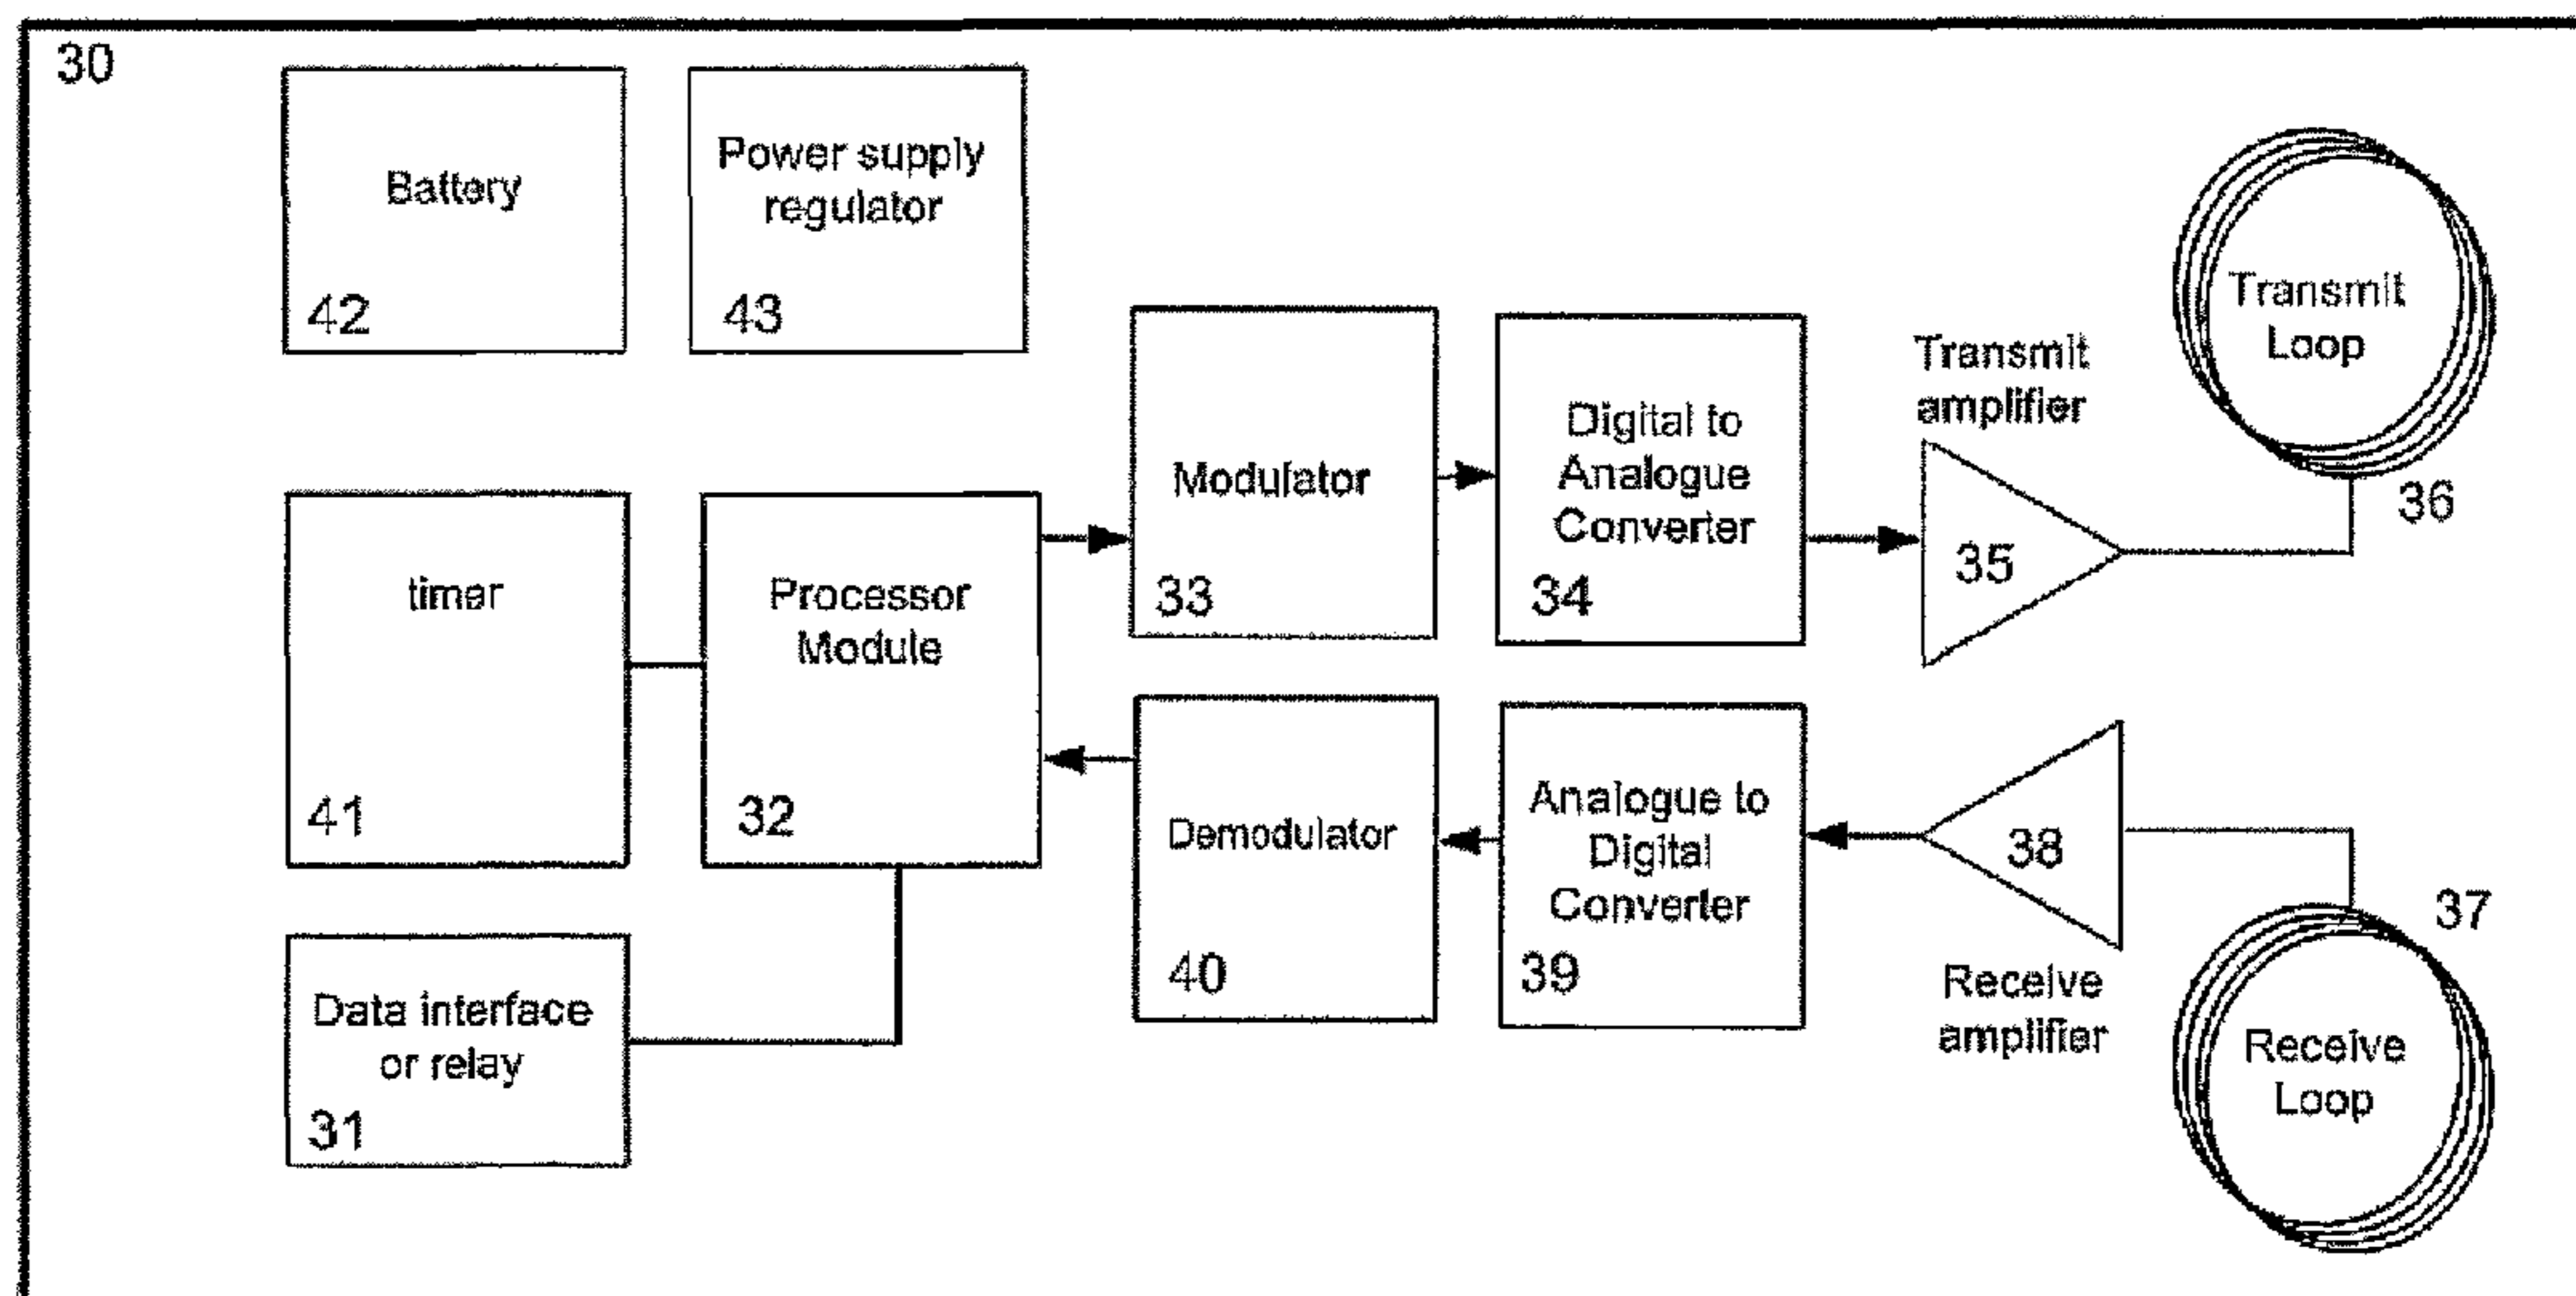 30
Battery
42
Power supply
regulator
43
Modulator
33
Digital to
Analogue
Converter
34
Transmit
amplifier
35
Transmit
Loop
36
timer
41
Processor
Module
32
Demodulator
40
Analogue to
Digital
Converter
39
38
Receive
amplifier
37
Receive
Loop
Data interface
or relay
31